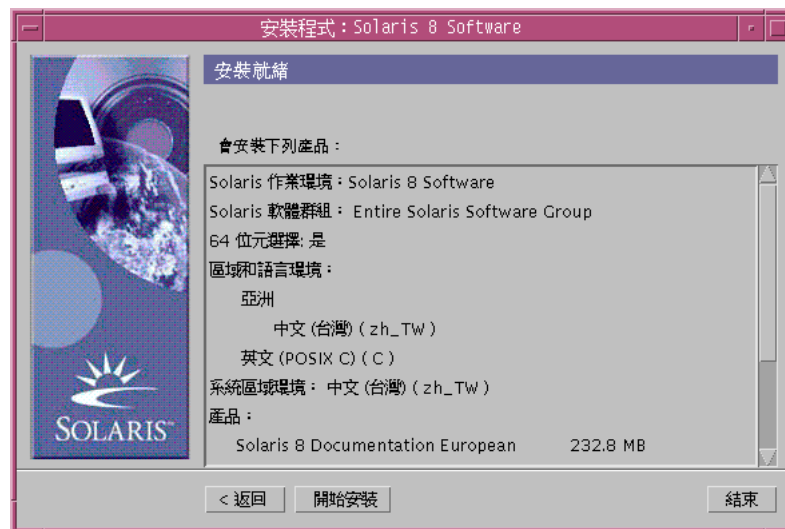 安裝程式：Solaris 8 Software
安裝就緒
會安裝下列產品：
Solaris 作業環境：Solaris 8 Software
Solaris 軟體群組： Entire Solaris Software Group
64 位元選擇: 是
區域和語言環境：
亞洲
中文 (台灣) ( zh_TW )
英文 (POSIX C) ( C )
系統區域環境： 中文 (台灣) ( zh_TW )
產品：
Solaris 8 Documentation European 232.8 MB
SOLARIS™
< 返回 開始安裝 結束